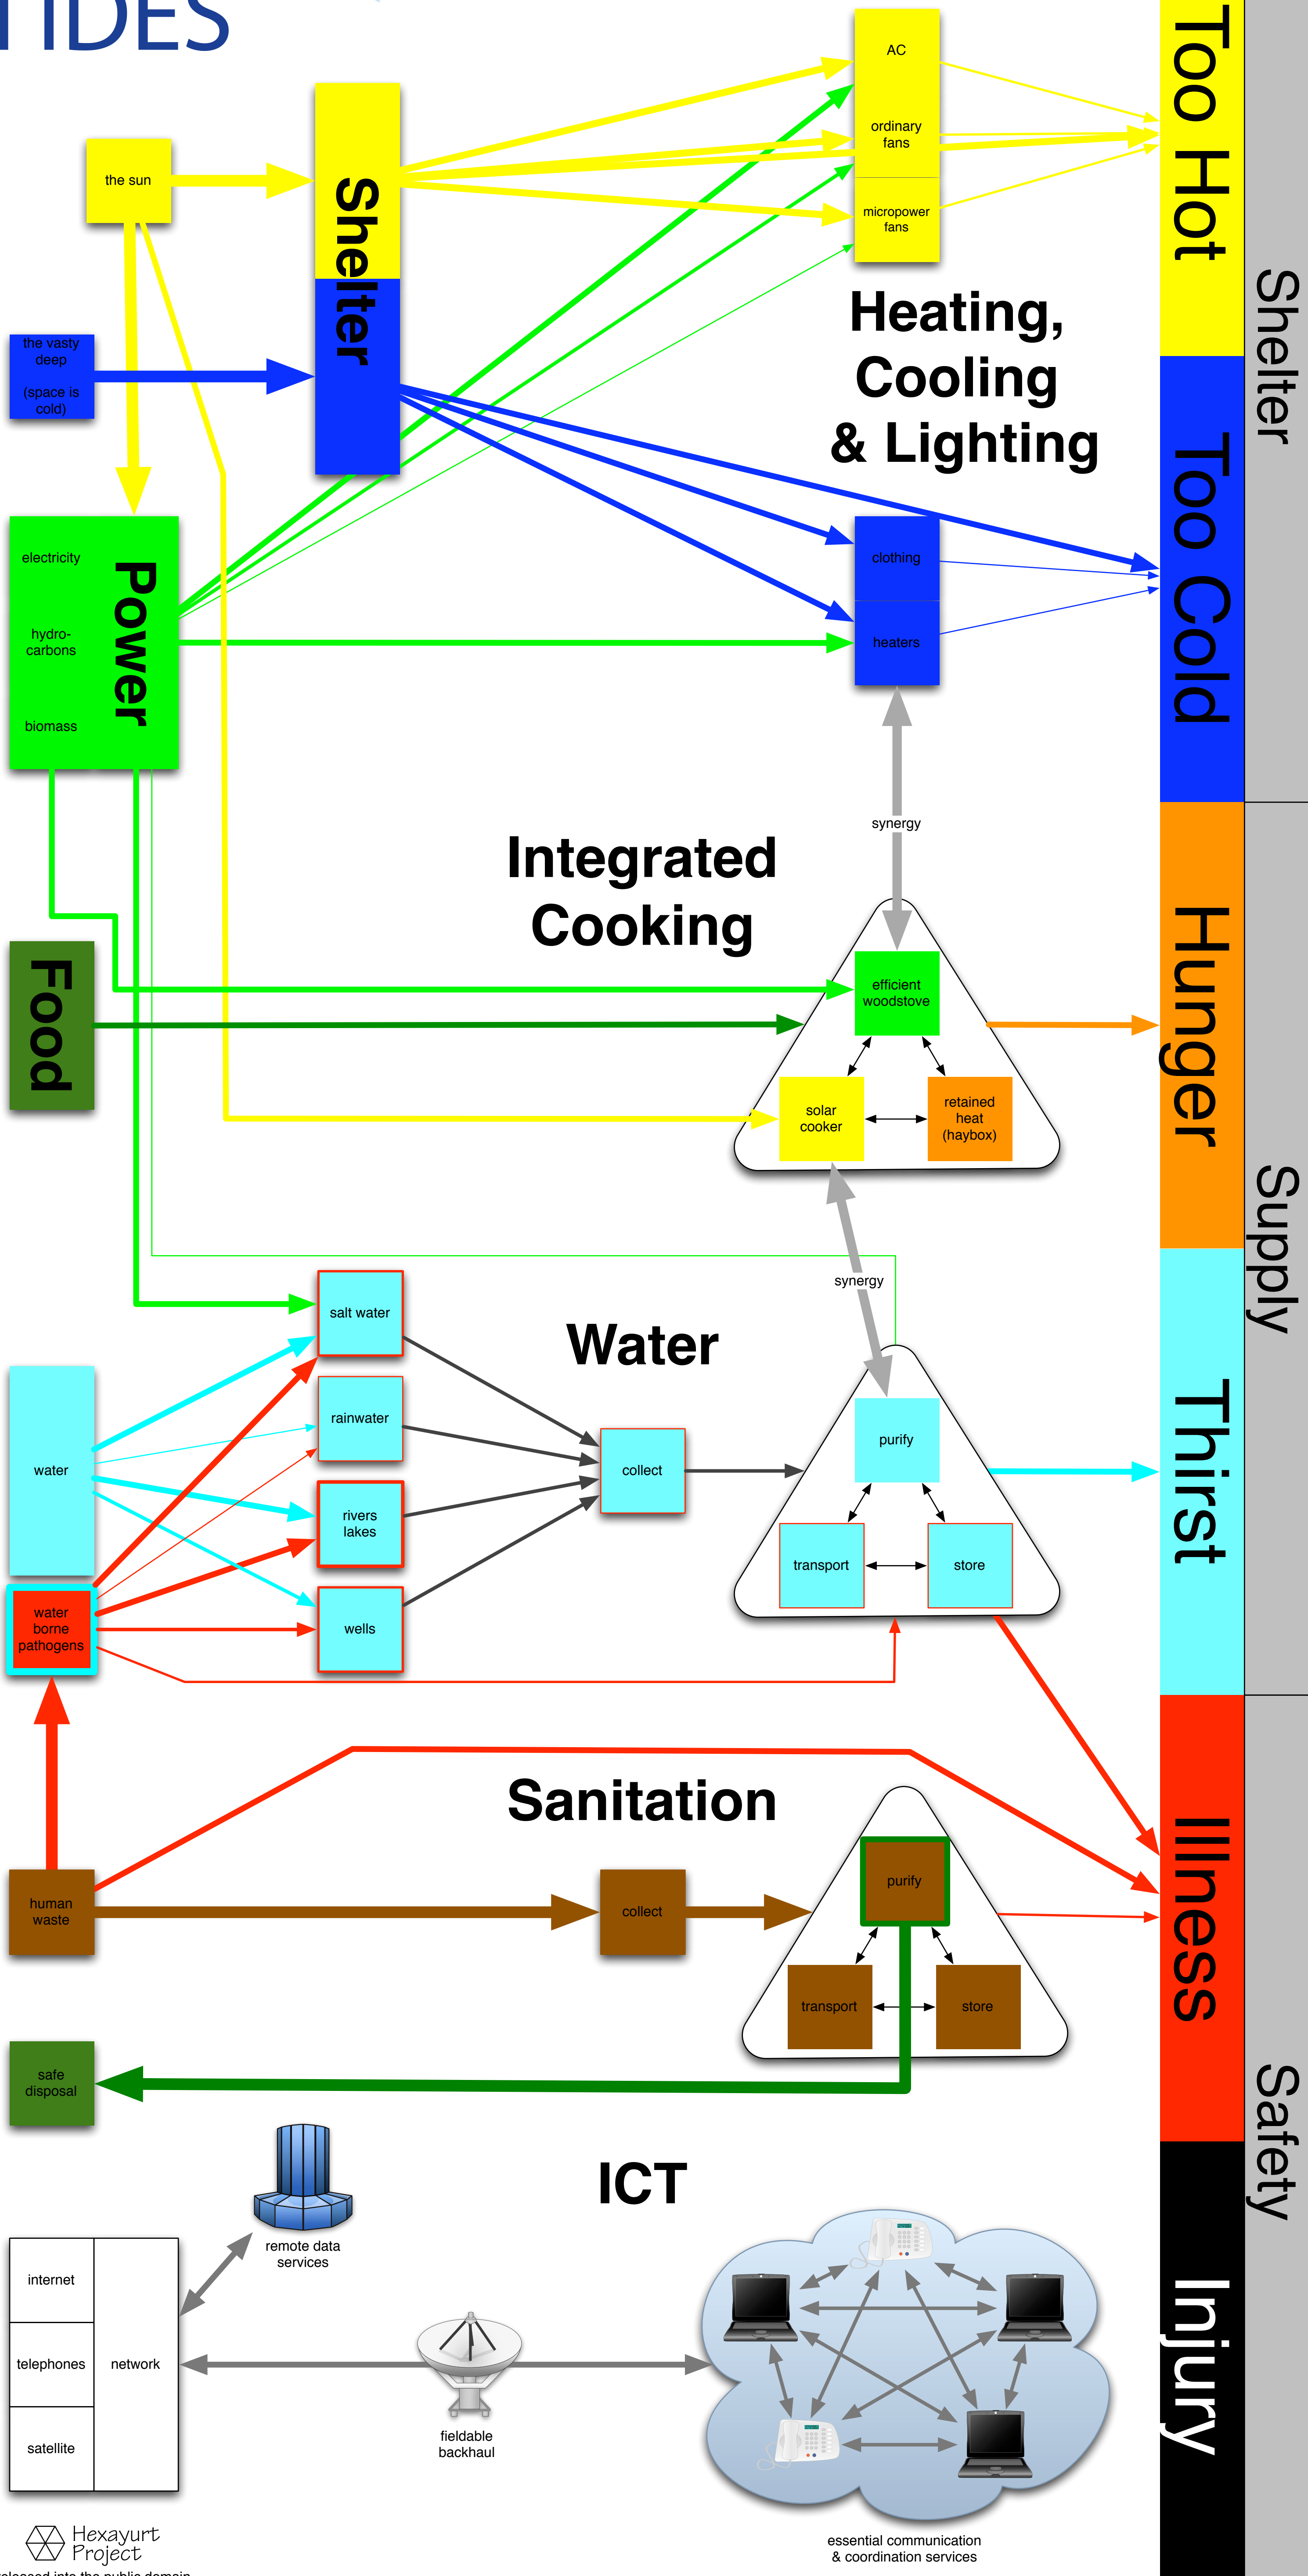 TIDES
AC
ordinary
fans
micropower
fans
the sun
Shelter
the vasty
deep
(space is
cold)
Heating,
Cooling
& Lighting
Too Hot
Too Cold
Shelter
electricity
hydro-
carbons
biomass
Power
clothing
heaters
synergy
Integrated
Cooking
Food
efficient
woodstove
solar
cooker
retained
heat
(haybox)
Hunger
Supply
synergy
Water
salt water
rainwater
rivers
lakes
wells
water
water
borne
pathogens
collect
purify
transport
store
Thirst
Sanitation
human
waste
collect
purify
transport
store
Illness
safe
disposal
Safety
ICT
remote data
services
internet
telephones
satellite
network
fieldable
backhaul
essential communication
& coordination services
Injury
Hexayurt
Project